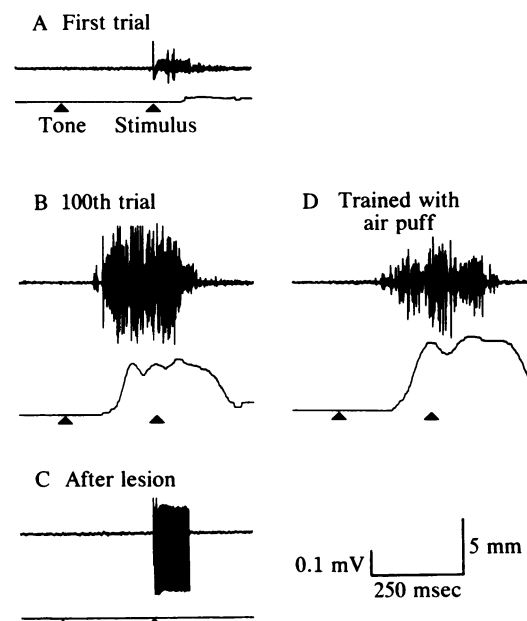 A First trial
Tone Stimulus
B 100th trial
D Trained with
air puff
C After lesion
0.1 mV
5 mm
250 msec